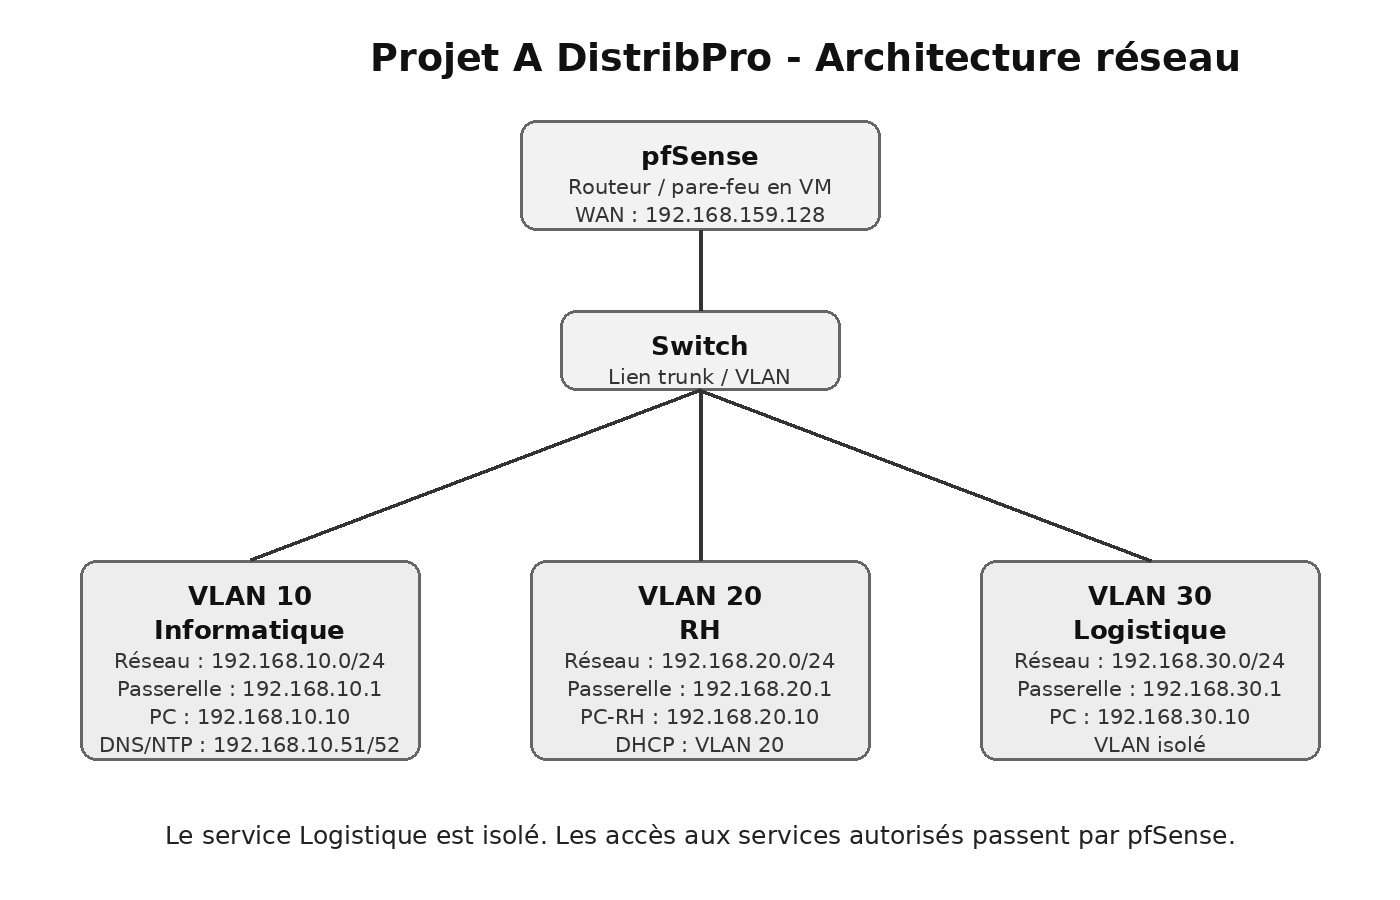 Projet A DistribPro - Architecture réseau
pfSense
Routeur / pare-feu en VM
WAN : 192.168.159.128
Switch
Lien trunk / VLAN
VLAN 10
Informatique
Réseau : 192.168.10.0/24
Passerelle : 192.168.10.1
PC : 192.168.10.10
DNS/NTP : 192.168.10.51/52
VLAN 20
RH
Réseau : 192.168.20.0/24
Passerelle : 192.168.20.1
PC-RH : 192.168.20.10
DHCP : VLAN 20
VLAN 30
Logistique
Réseau : 192.168.30.0/24
Passerelle : 192.168.30.1
PC : 192.168.30.10
VLAN isolé
Le service Logistique est isolé. Les accès aux services autorisés passent par pfSense.